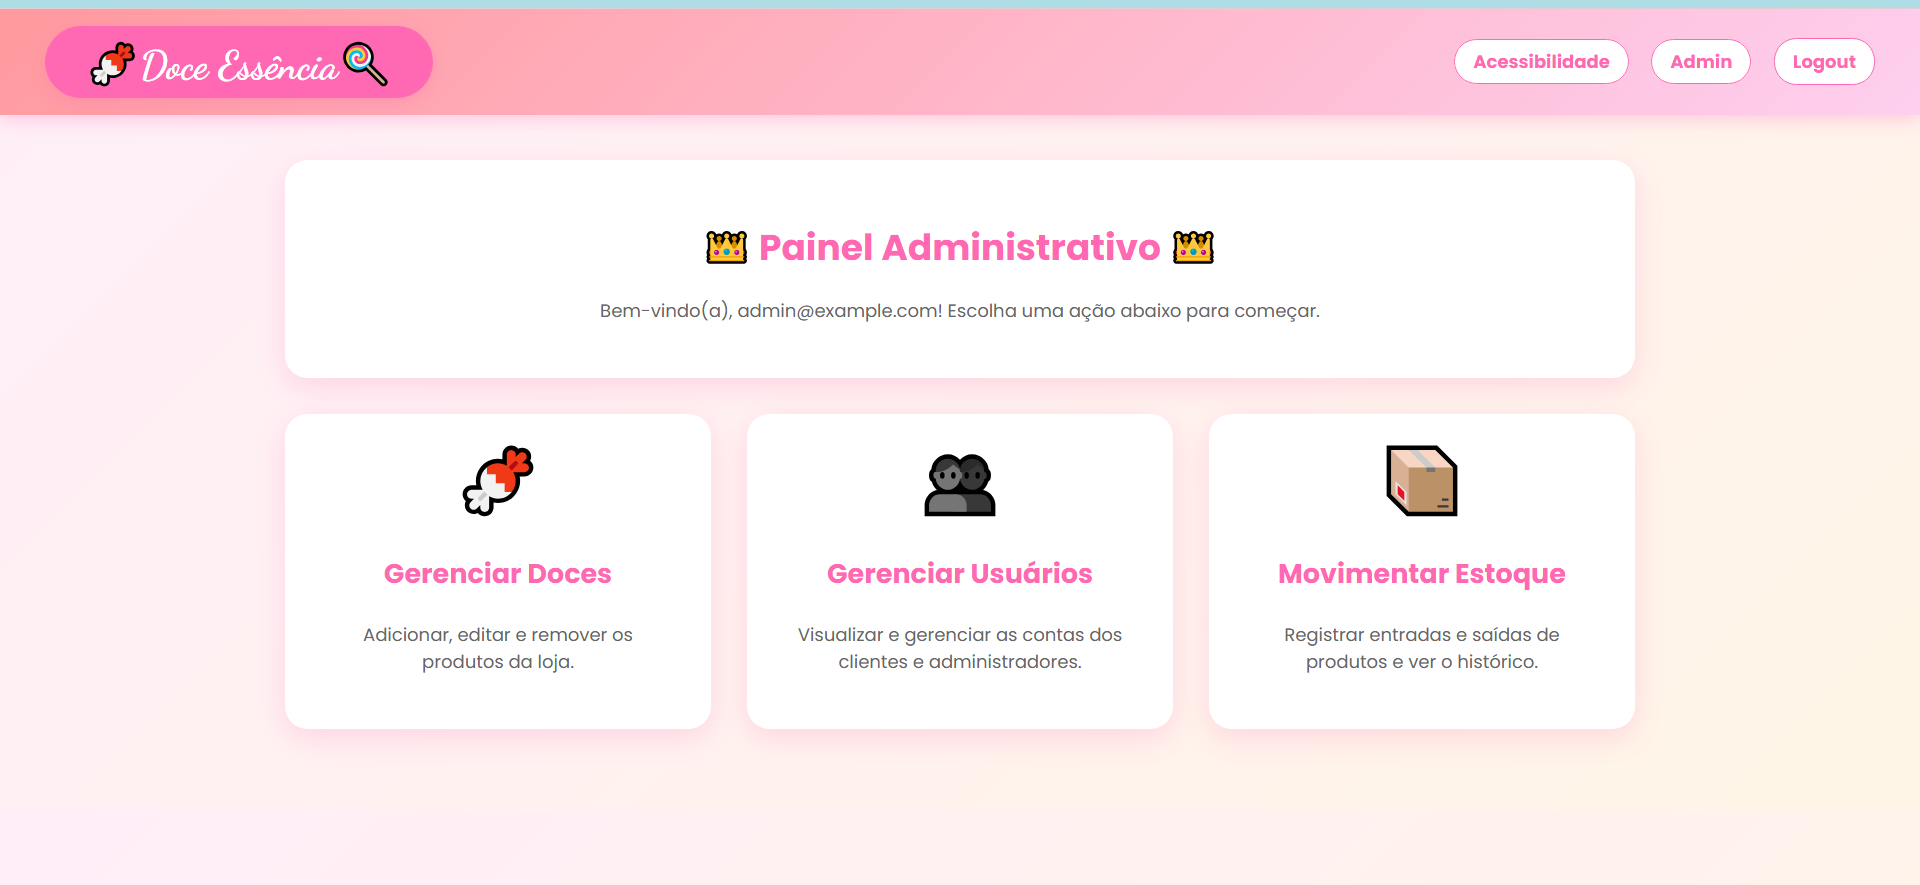 Doce Essência
Acessibilidade
Admin
Logout
Painel Administrativo
Bem-vindo(a), admin@example.com! Escolha uma ação abaixo para começar.
Gerenciar Doces
Adicionar, editar e remover os
produtos da loja.
Gerenciar Usuários
Visualizar e gerenciar as contas dos
clientes e administradores.
Movimentar Estoque
Registrar entradas e saídas de
produtos e ver o histórico.